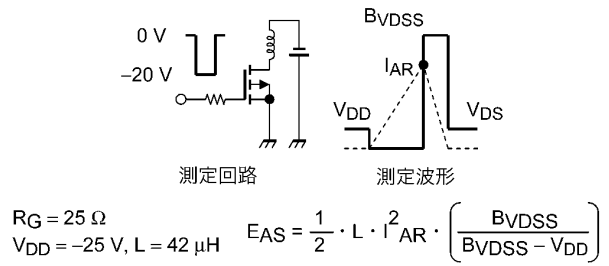 0 V
−20 V
BVDSS
IAR
VDD
VDS
測定回路
測定波形
RG = 25 Ω
VDD = −25 V, L = 42 μH
EAS = 1/2 · L · I²AR · (BVDSS / (BVDSS − VDD))